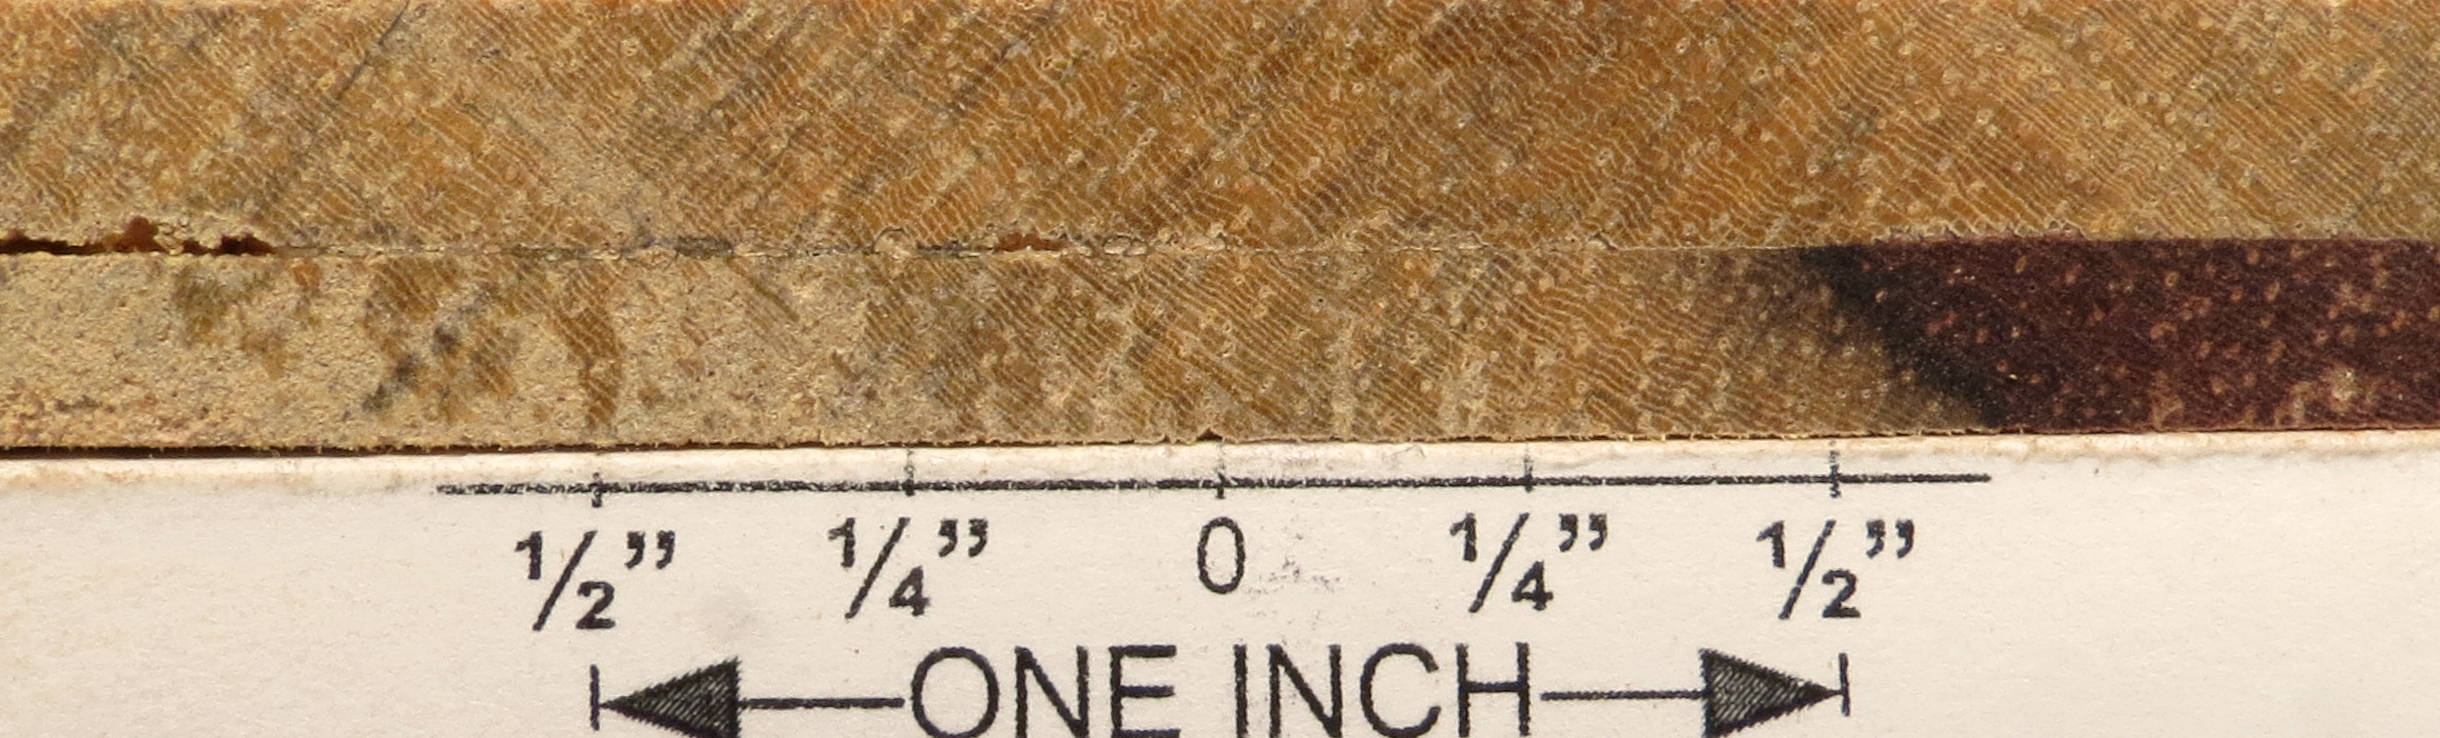 1/2” 1/4” 0 1/4” 1/2”
ONE INCH